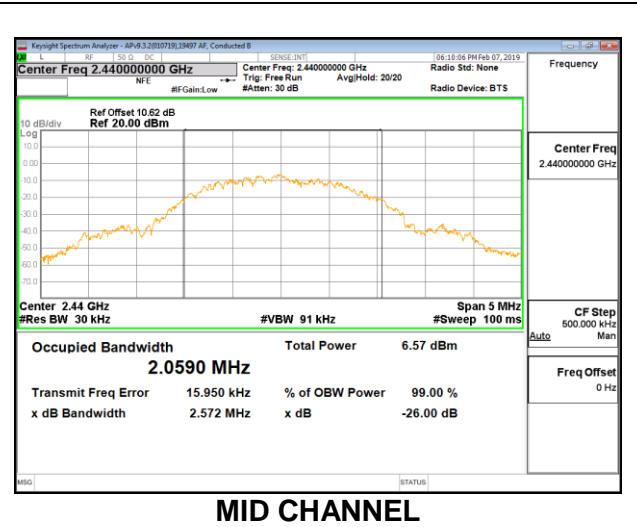 Keysight Spectrum Analyzer - APv9.3.2(010719),19497 AF, Conducted B
L RF 50 Ω DC SENSE:INT 06:10:06 PM Feb 07, 2019
Center Freq 2.440000000 GHz Center Freq: 2.440000000 GHz Radio Std: None Frequency
NFE Trig: Free Run Avg|Hold: 20/20
#IFGain:Low #Atten: 30 dB Radio Device: BTS
Ref Offset 10.62 dB
10 dB/div Ref 20.00 dBm
Log
10.0
0.00
-10.0
-20.0
-30.0
-40.0
-50.0
-60.0
-70.0
Center Freq
2.440000000 GHz
Center 2.44 GHz Span 5 MHz
#Res BW 30 kHz #VBW 91 kHz #Sweep 100 ms
CF Step
500.000 kHz
Auto Man
Occupied Bandwidth Total Power 6.57 dBm
2.0590 MHz
Transmit Freq Error 15.950 kHz % of OBW Power 99.00 %
x dB Bandwidth 2.572 MHz x dB -26.00 dB
Freq Offset
0 Hz
MSG STATUS
MID CHANNEL